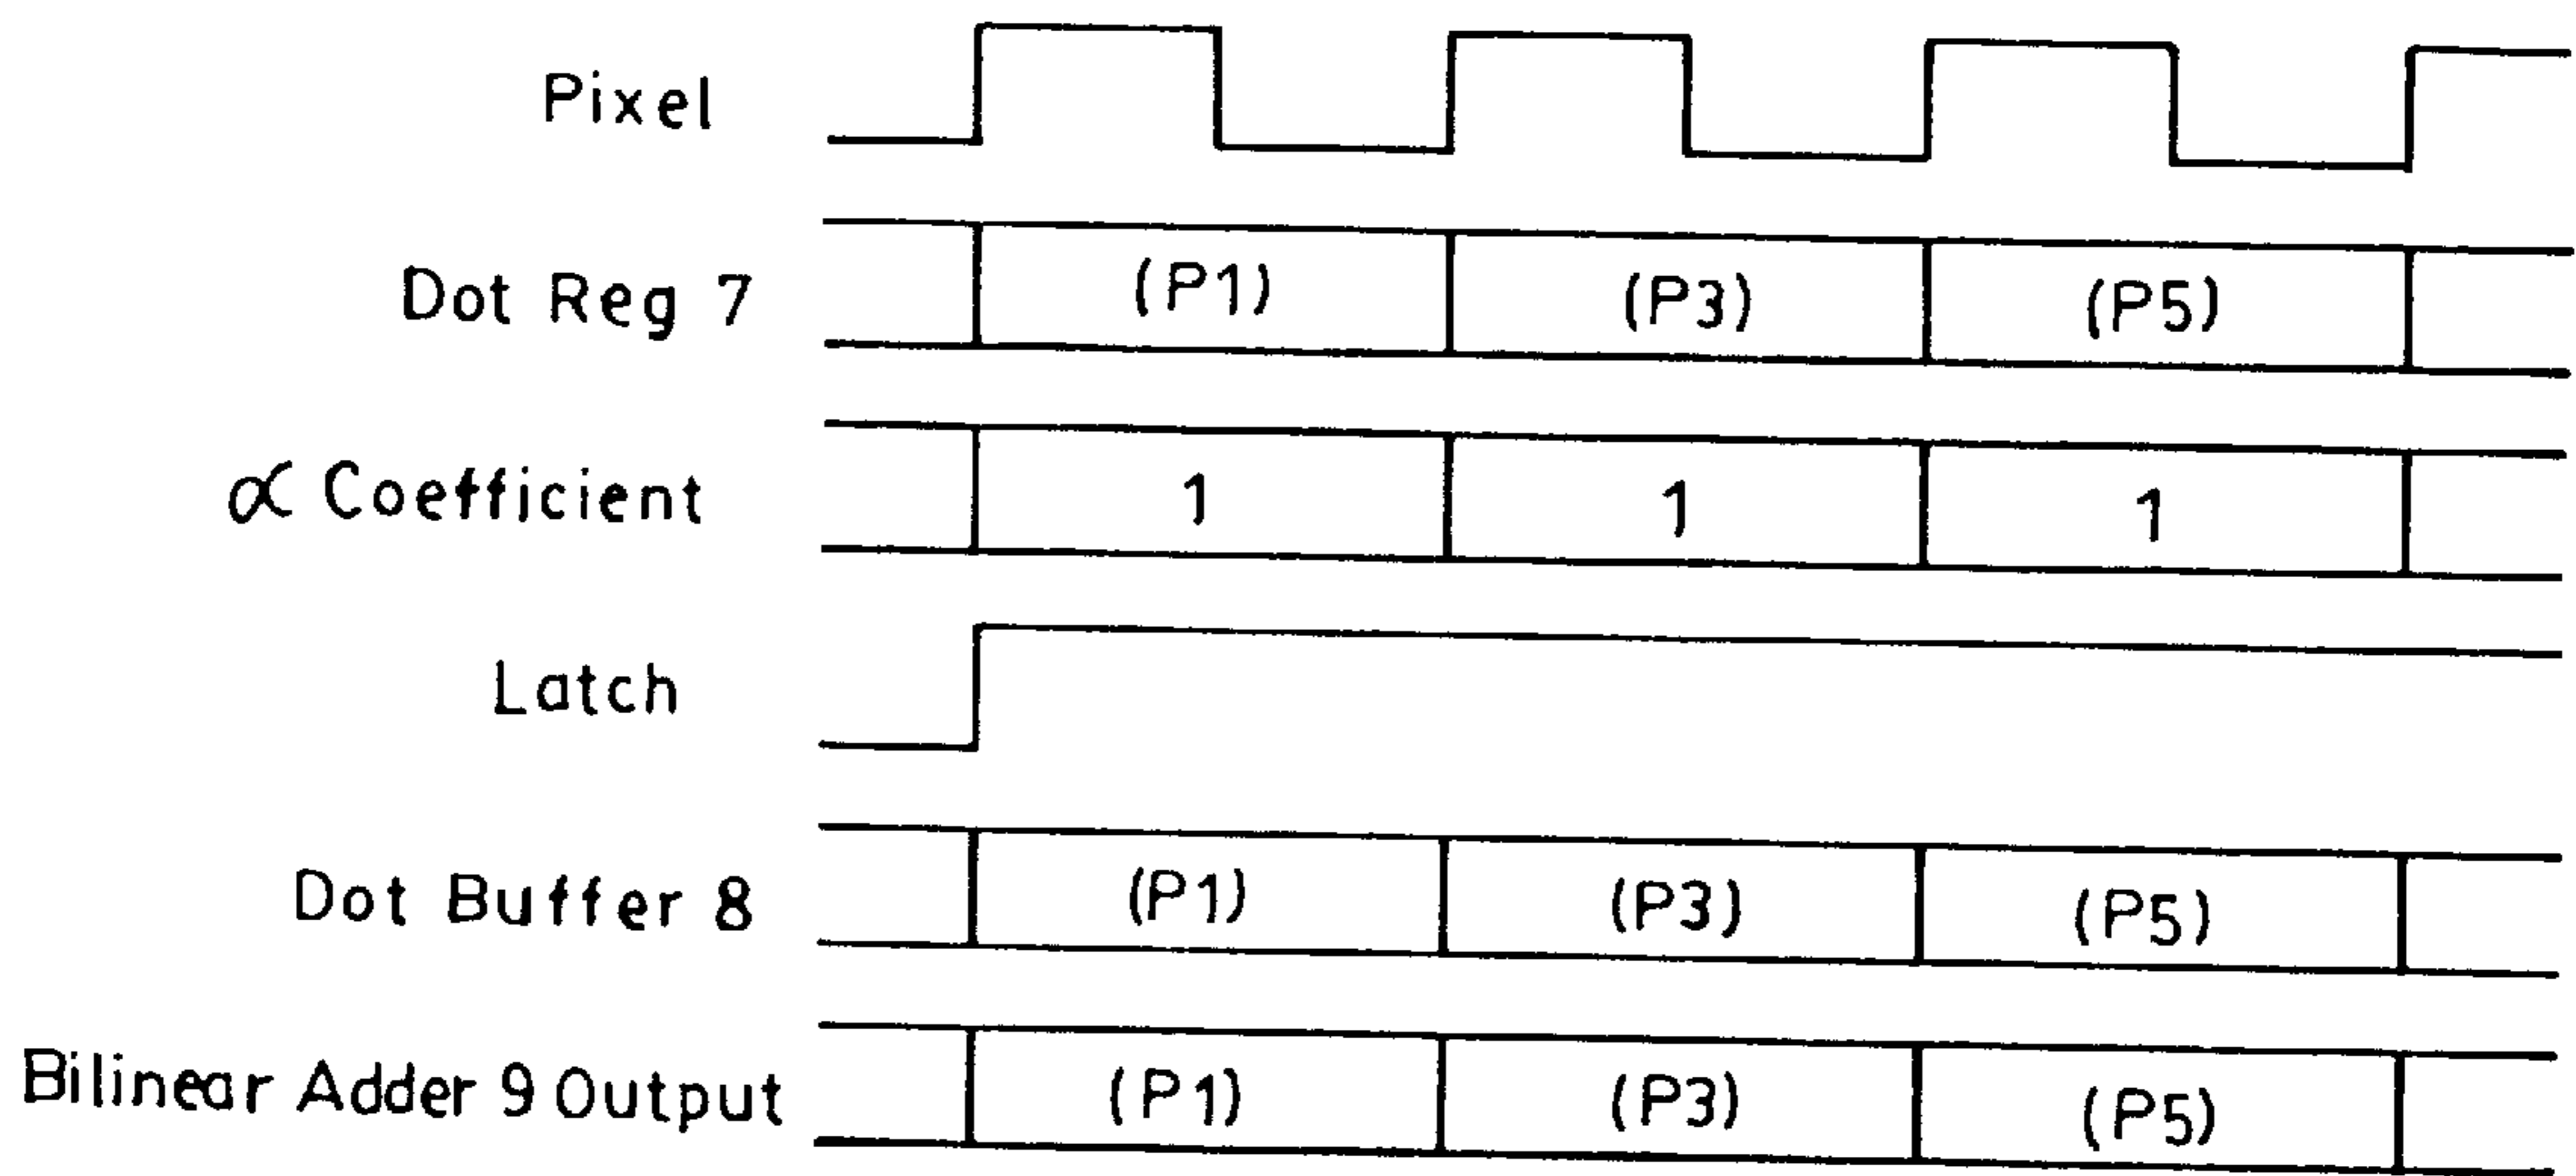 Pixel
Dot Reg 7 (P1) (P3) (P5)
∝ Coefficient 1 1 1
Latch
Dot Buffer 8 (P1) (P3) (P5)
Bilinear Adder 9 Output (P1) (P3) (P5)